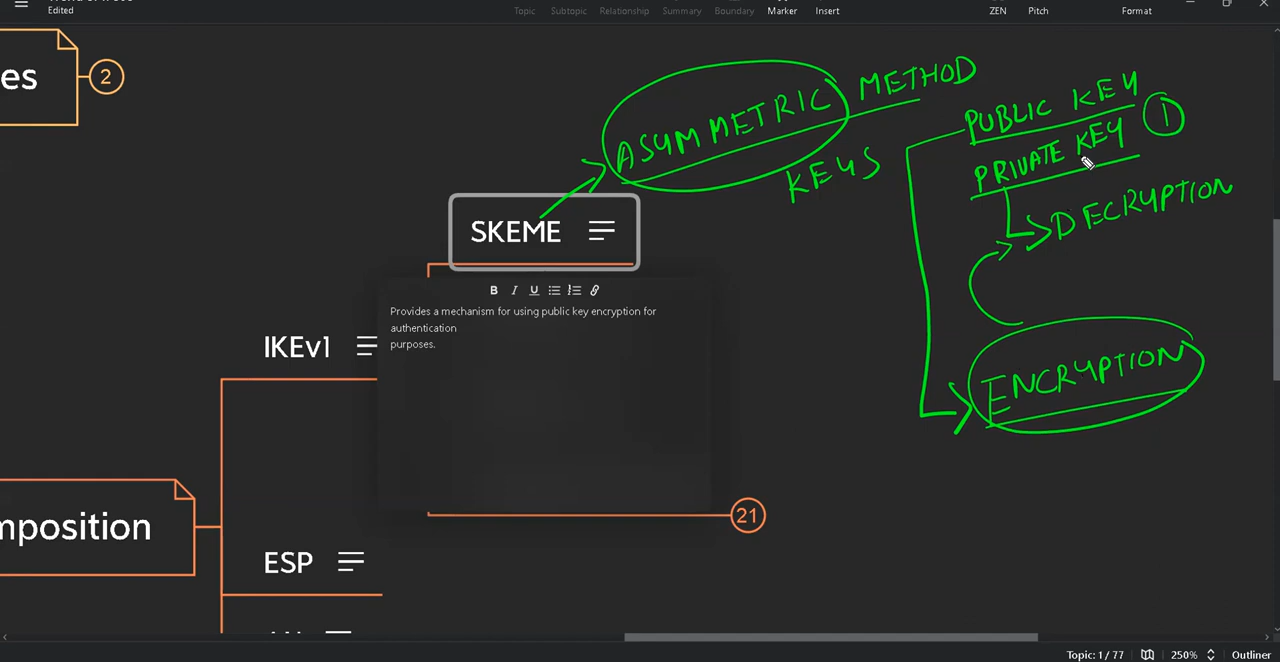 Edited
Topic Subtopic Relationship Summary Boundary Marker Insert ZEN Pitch Format
es
2
ASYMMETRIC METHOD
KEYS
PUBLIC KEY
1
PRIVATE KEY
DECRYPTION
ENCRYPTION
SKEME
Provides a mechanism for using public key encryption for
authentication
purposes.
IKEv1
21
mposition
ESP
Topic: 1 / 77 250% Outliner